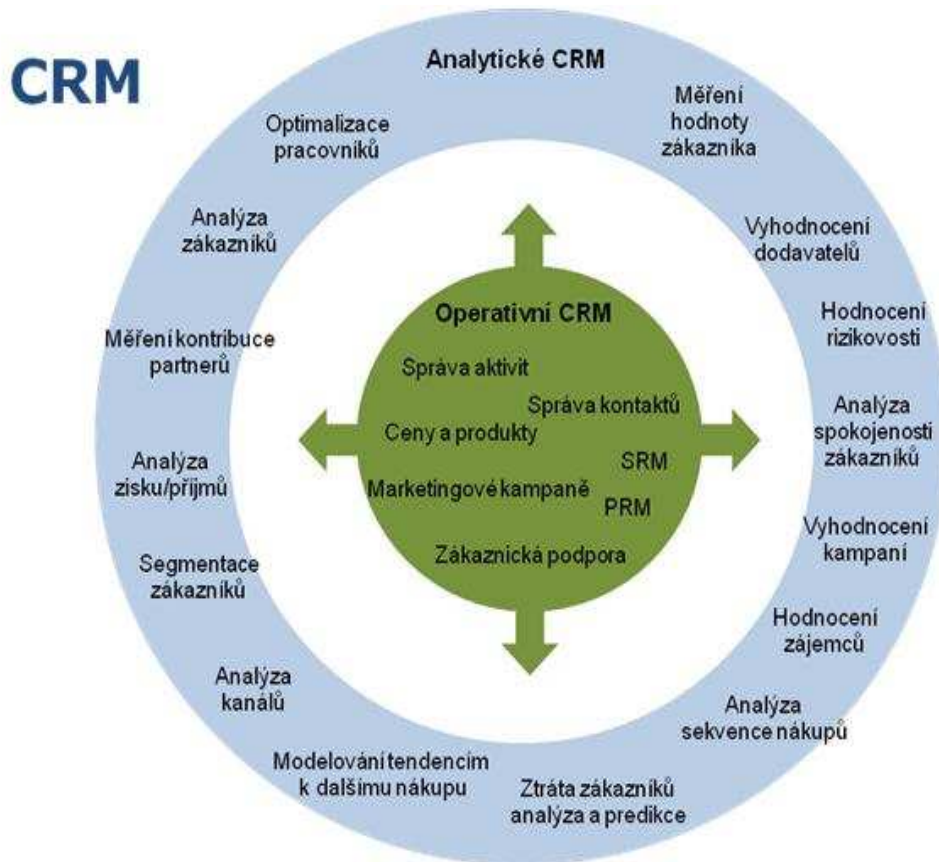 CRM
Analytické CRM
Měření
hodnoty
zákazníka
Vyhodnocení
dodavatelů
Hodnocení
rizikovosti
Analýza
spokojenosti
zákazníků
Vyhodnocení
kampaní
Hodnocení
zájemců
Analýza
sekvence nákupů
Ztráta zákazníků
analýza a predikce
Modelování tendencím
k dalšímu nákupu
Analýza
kanálů
Segmentace
zákazníků
Analýza
zisku/příjmů
Měření kontribuce
partnerů
Analýza
zákazníků
Optimalizace
pracovníků
Operativní CRM
Správa aktivit
Správa kontaktů
Ceny a produkty
SRM
Marketingové kampaně
PRM
Zákaznická podpora